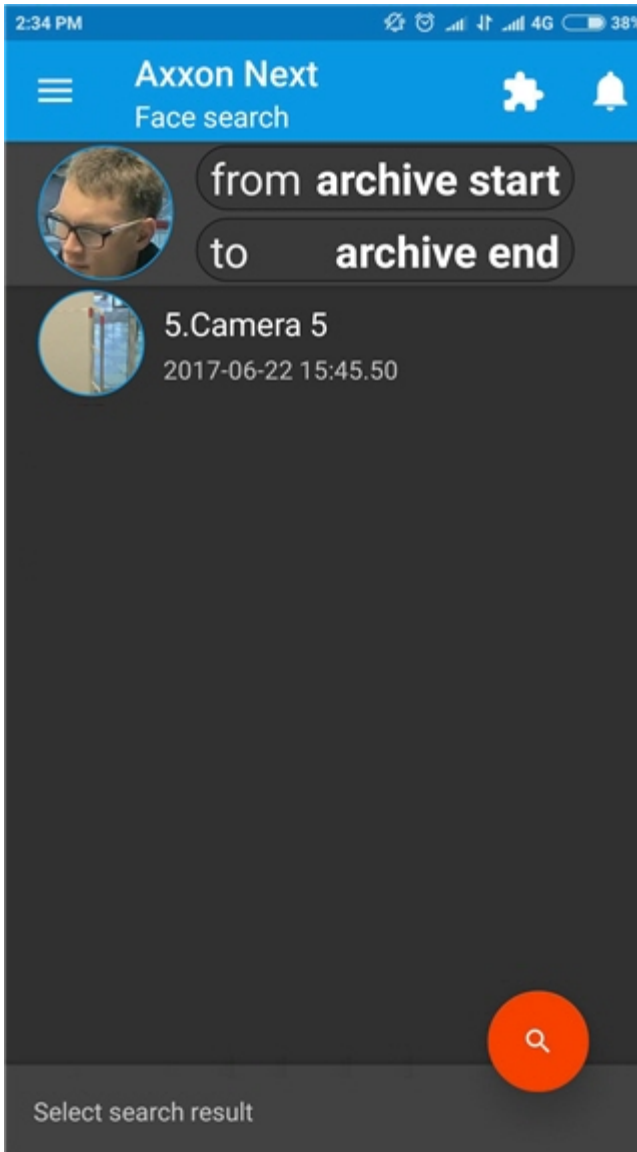 2:34 PM 4G 38%
Axxon Next
Face search
from archive start
to archive end
5.Camera 5
2017-06-22 15:45.50
Select search result